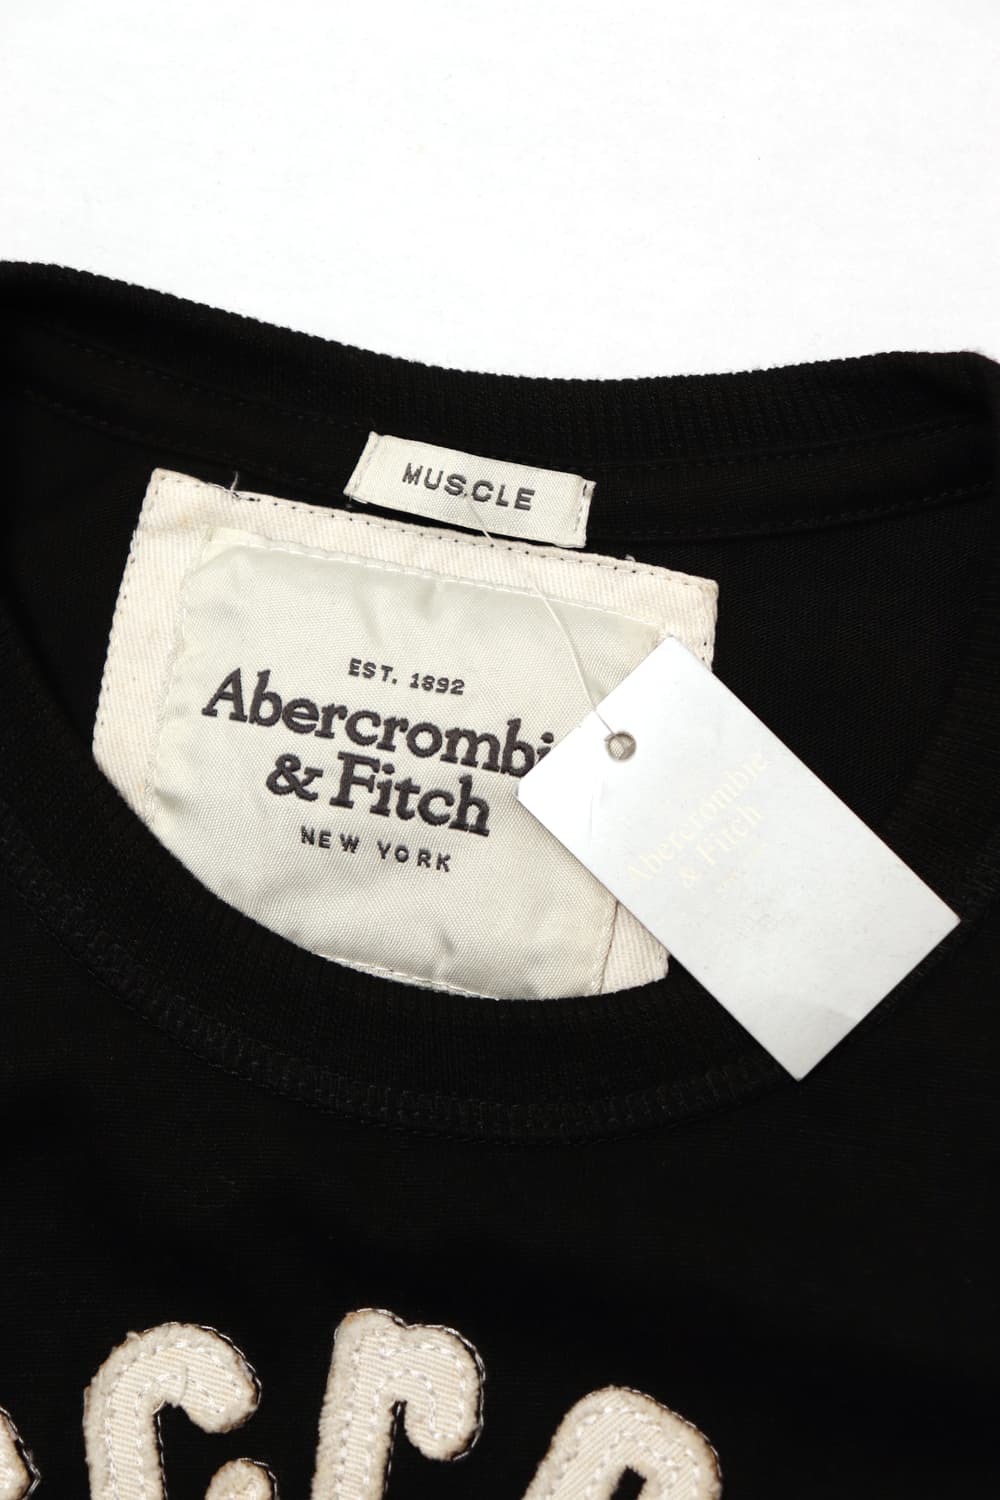 MUSCLE
EST. 1892
Abercrombie
& Fitch
NEW YORK
Abercrombie
& Fitch